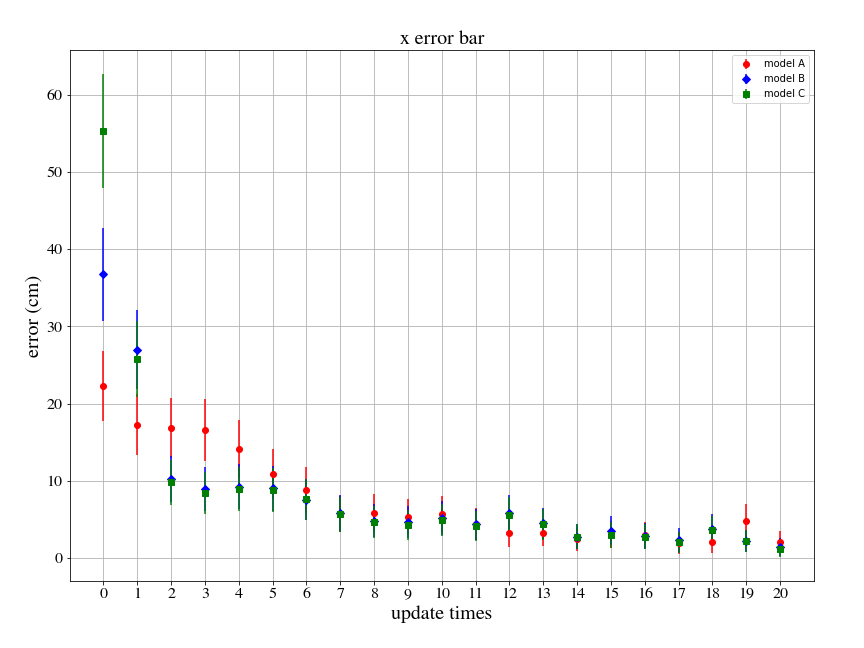 x error bar
model A
model B
model C
error (cm)
60
50
40
30
20
10
0
0 1 2 3 4 5 6 7 8 9 10 11 12 13 14 15 16 17 18 19 20
update times